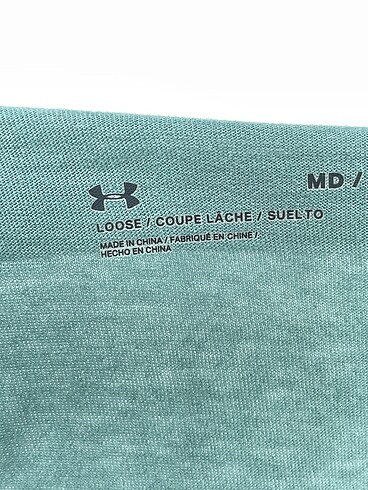 MD /
LOOSE / COUPE LÂCHE / SUELTO
MADE IN CHINA / FABRIQUÉ EN CHINE /
HECHO EN CHINA